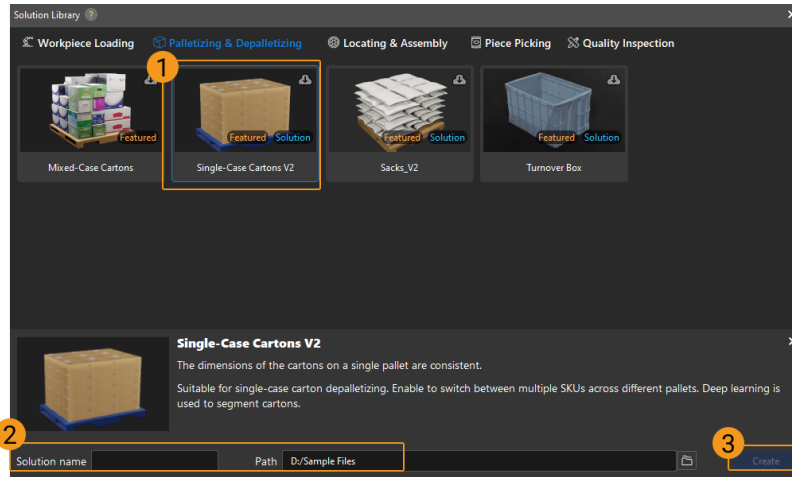 Solution Library ?
Workpiece Loading Palletizing & Depalletizing Locating & Assembly Piece Picking Quality Inspection
1
Featured Featured Solution Featured Solution Featured Solution
Mixed-Case Cartons Single-Case Cartons V2 Sacks_V2 Turnover Box
Single-Case Cartons V2
The dimensions of the cartons on a single pallet are consistent.
Suitable for single-case carton depalletizing. Enable to switch between multiple SKUs across different pallets. Deep learning is
used to segment cartons.
2 3
Solution name Path D:/Sample Files Create